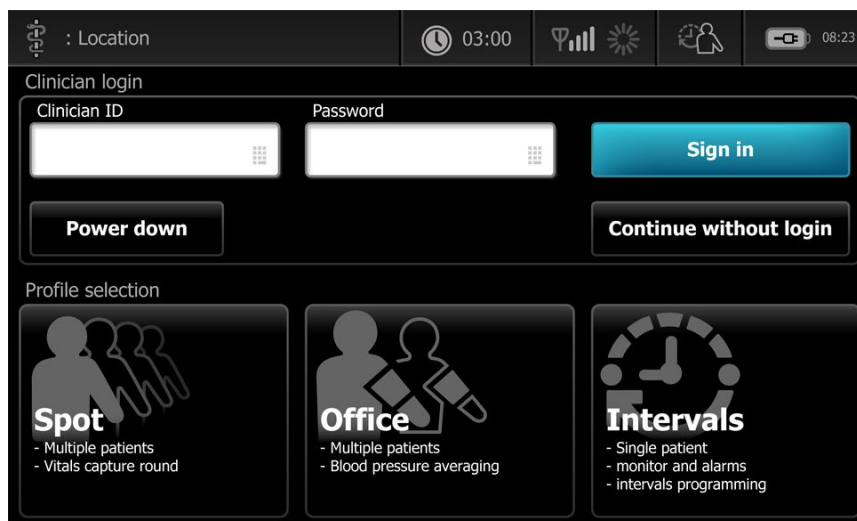 : Location
03:00
08:23
Clinician login
Clinician ID
Password
Sign in
Power down
Continue without login
Profile selection
Spot
- Multiple patients
- Vitals capture round
Office
- Multiple patients
- Blood pressure averaging
Intervals
- Single patient
- monitor and alarms
- intervals programming